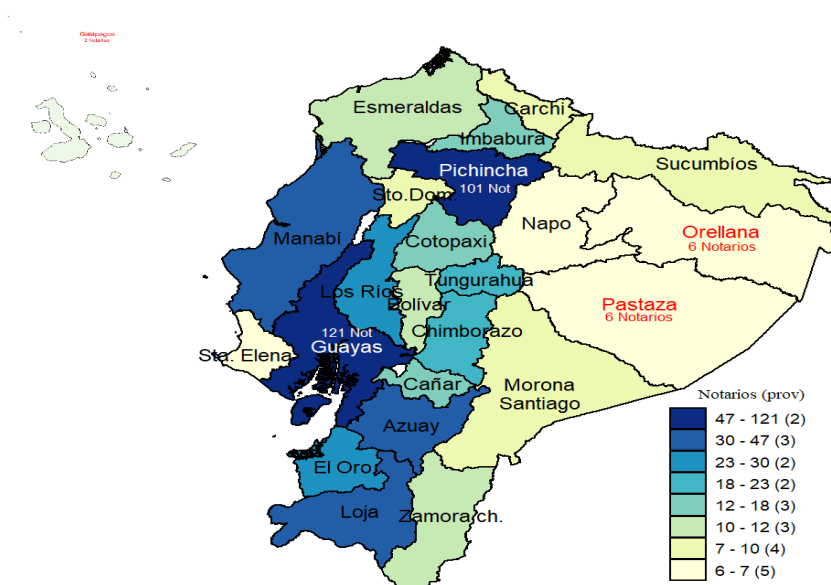 Galápagos
2 Notarios
Esmeraldas
Carchi
Imbabura
Sucumbíos
Pichincha
101 Not
Sto.Dom.
Napo
Orellana
6 Notarios
Manabí
Cotopaxi
Tungurahua
Los Ríos
Bolívar
Pastaza
6 Notarios
Chimborazo
121 Not
Guayas
Sta. Elena
Cañar
Morona
Santiago
Azuay
El Oro
Loja
Zamora ch.
Notarios (prov)
47 - 121 (2)
30 - 47 (3)
23 - 30 (2)
18 - 23 (2)
12 - 18 (3)
10 - 12 (3)
7 - 10 (4)
6 - 7 (5)